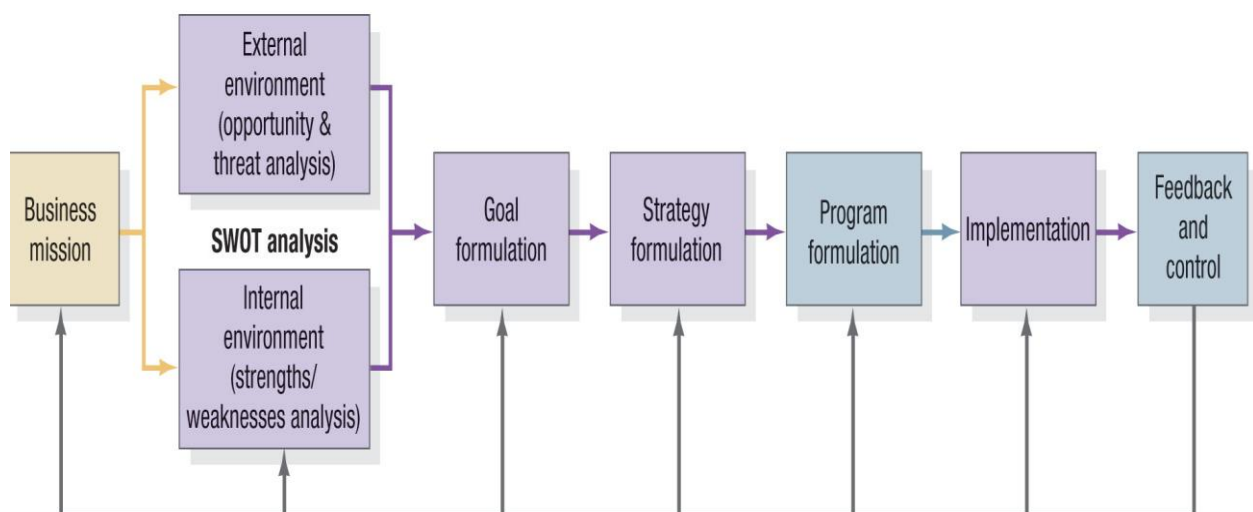 Business
mission
External
environment
(opportunity &
threat analysis)
SWOT analysis
Internal
environment
(strengths/
weaknesses analysis)
Goal
formulation
Strategy
formulation
Program
formulation
Implementation
Feedback
and
control